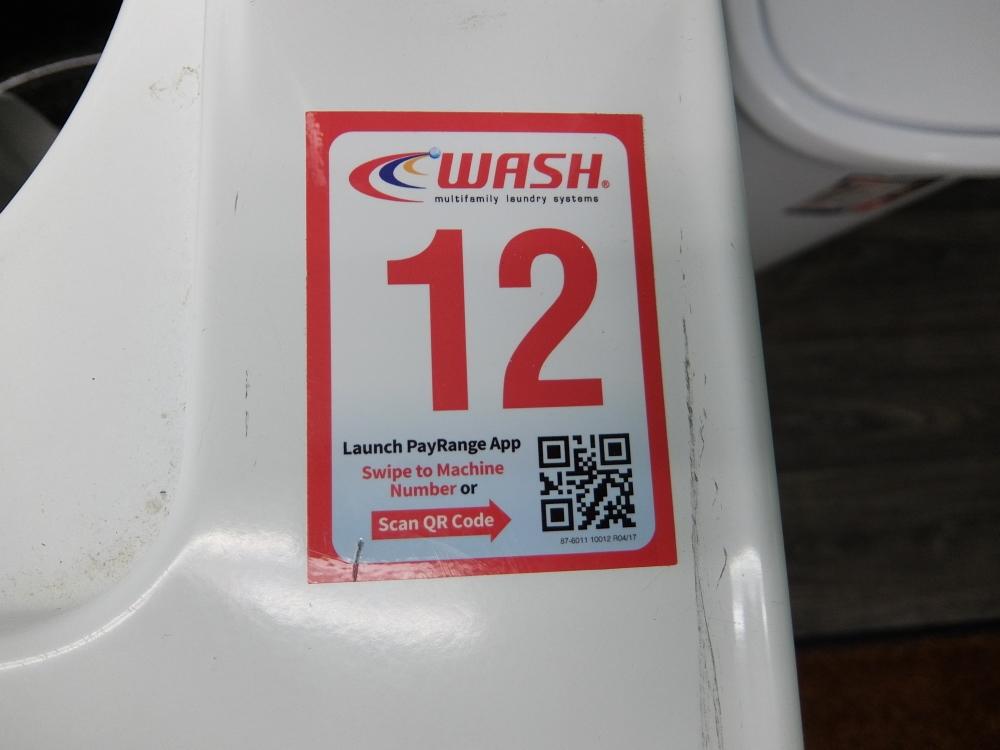 WASH®
multifamily laundry systems
12
Launch PayRange App
Swipe to Machine
Number or
Scan QR Code
87-6011 10012 R04/17